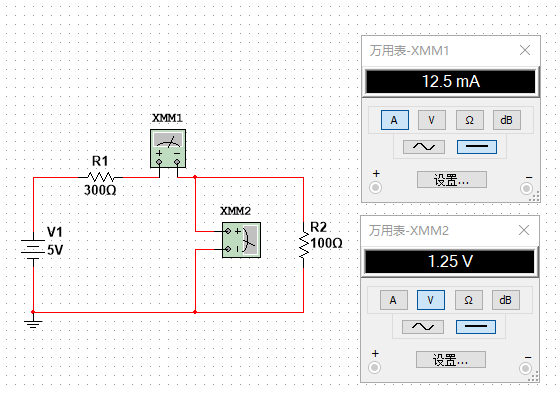 XMM1
+ −
R1
300Ω
XMM2
+
−
V1
5V
R2
100Ω
万用表-XMM1
12.5 mA
A V Ω dB
+ 设置... −
万用表-XMM2
1.25 V
A V Ω dB
+ 设置... −